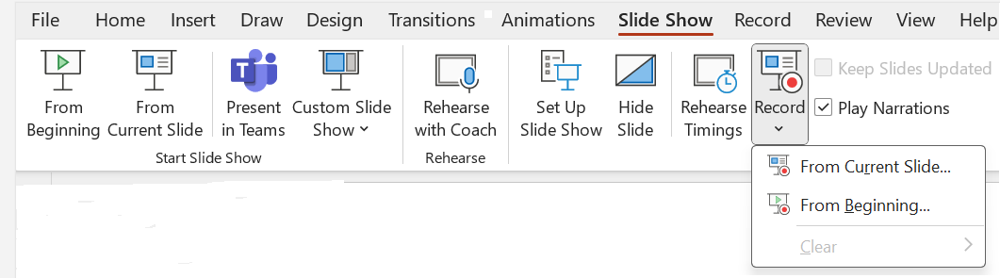 File Home Insert Draw Design Transitions Animations Slide Show Record Review View Help
From Beginning
From Current Slide
Present in Teams
Custom Slide Show
Rehearse with Coach
Set Up Slide Show
Hide Slide
Rehearse Timings
Record
Keep Slides Updated
Play Narrations
Start Slide Show
Rehearse
From Current Slide...
From Beginning...
Clear